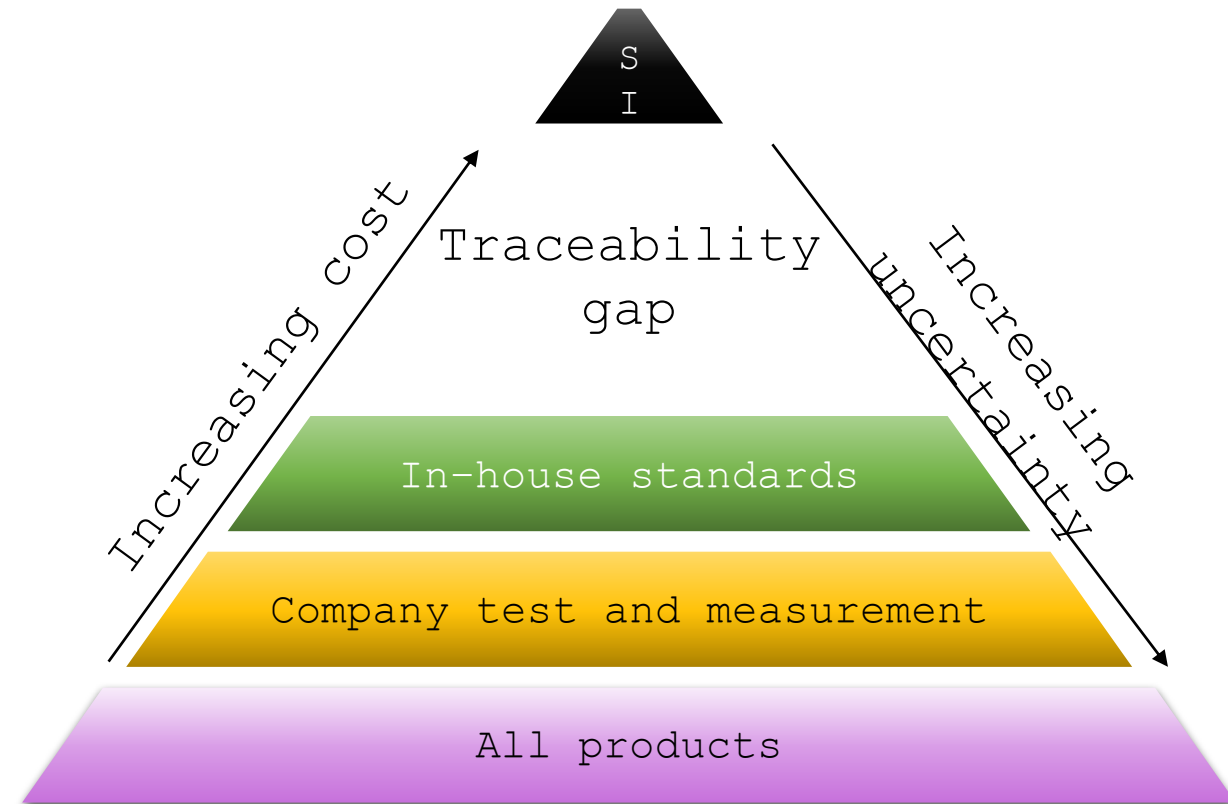 S
I
Increasing cost
Traceability
gap
Increasing
uncertainty
In-house standards
Company test and measurement
All products